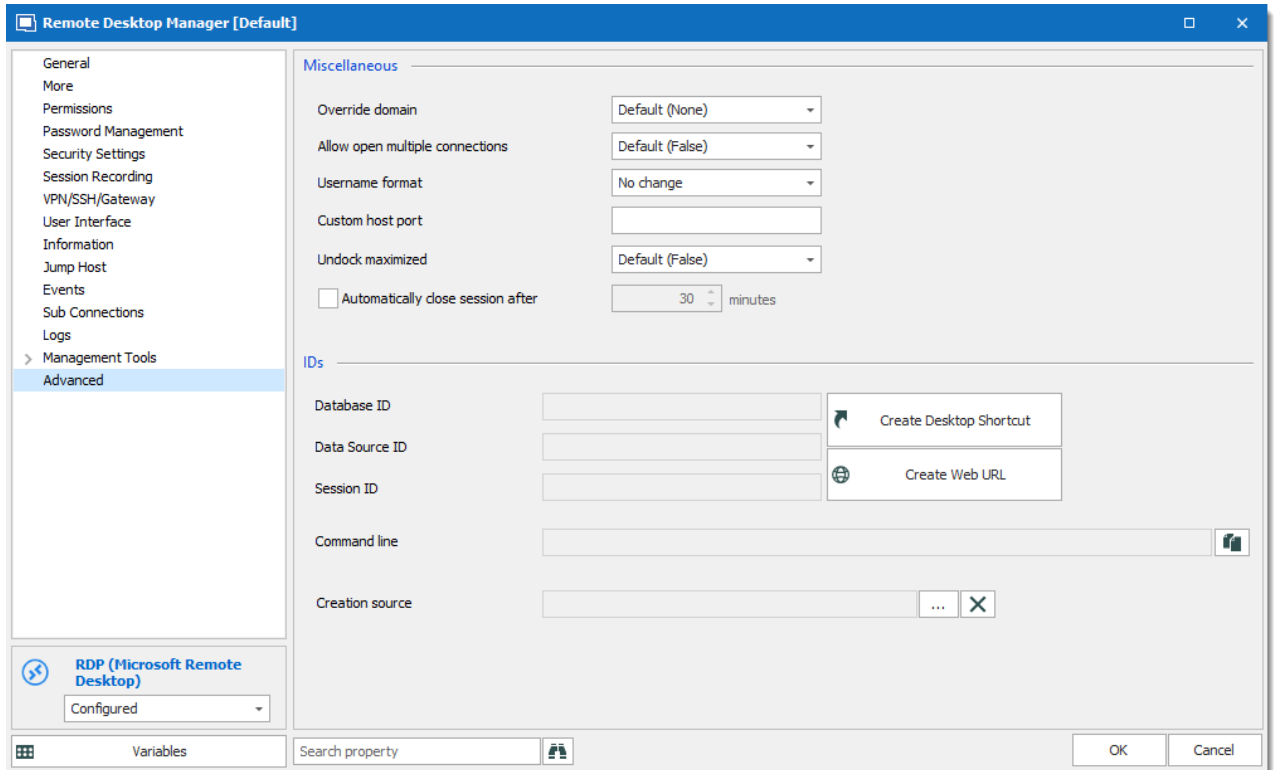 Remote Desktop Manager [Default]
General
More
Permissions
Password Management
Security Settings
Session Recording
VPN/SSH/Gateway
User Interface
Information
Jump Host
Events
Sub Connections
Logs
Management Tools
Advanced
RDP (Microsoft Remote
Desktop)
Configured
Variables
Miscellaneous
Override domain Default (None)
Allow open multiple connections Default (False)
Username format No change
Custom host port
Undock maximized Default (False)
Automatically close session after 30 minutes
IDs
Database ID
Create Desktop Shortcut
Data Source ID
Create Web URL
Session ID
Command line
Creation source ...
Search property
OK Cancel